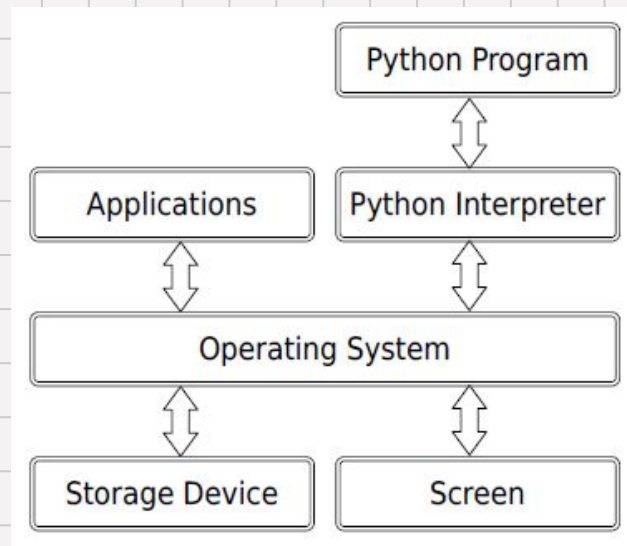 Python Program
Applications
Python Interpreter
Operating System
Storage Device
Screen